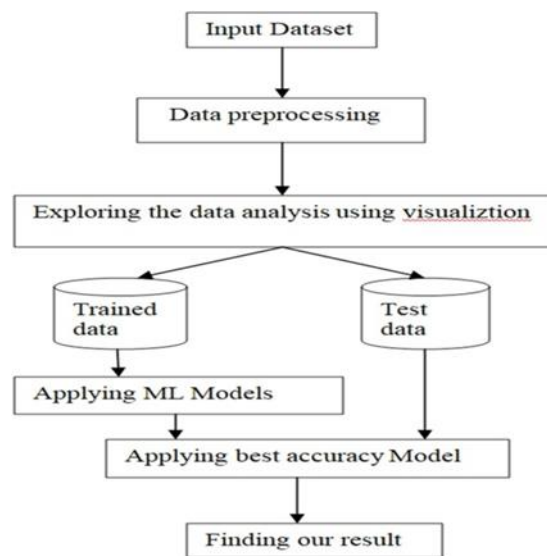 Input Dataset
Data preprocessing
Exploring the data analysis using visualiztion
Trained
data
Test
data
Applying ML Models
Applying best accuracy Model
Finding our result